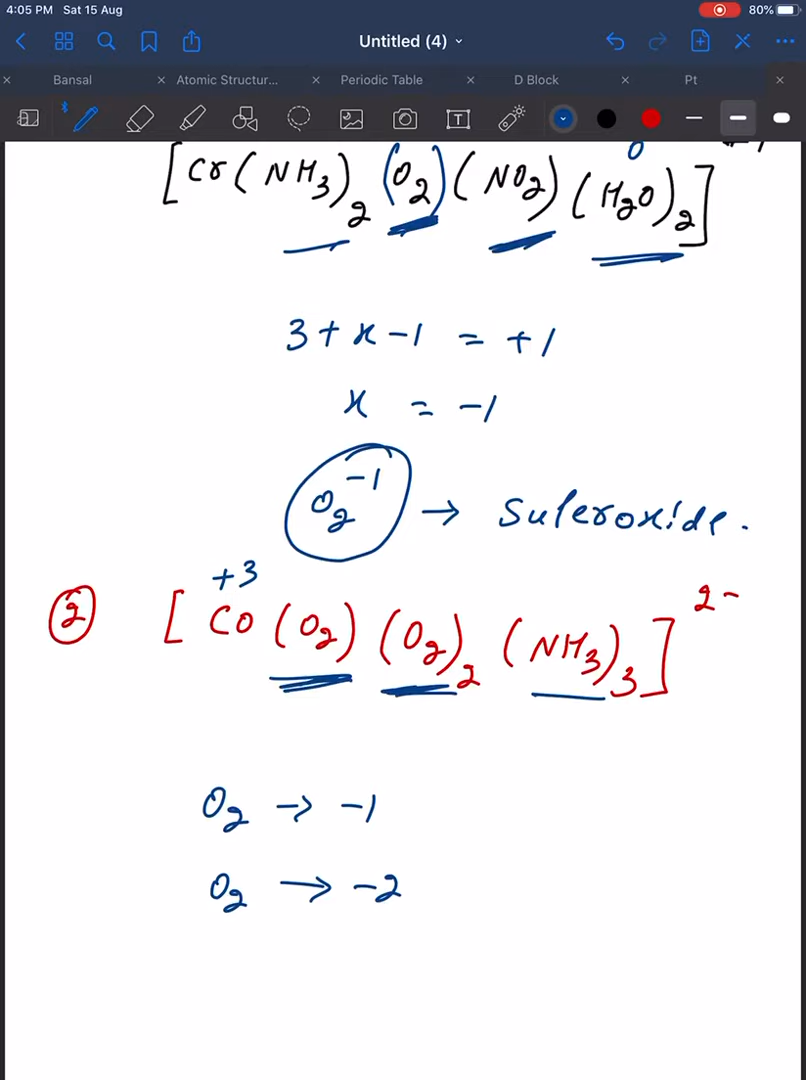 4:05 PM Sat 15 Aug 80%
Untitled (4)
Bansal Atomic Structur... Periodic Table D Block Pt
[Cr(NH3)2(O2)(NO2)(H2O)2]
0
3 + x - 1 = +1
x = -1
O2^-1 → Suleroxide.
+3
② [CO(O2)(O2)2(NH3)3]^2-
O2 → -1
O2 → -2